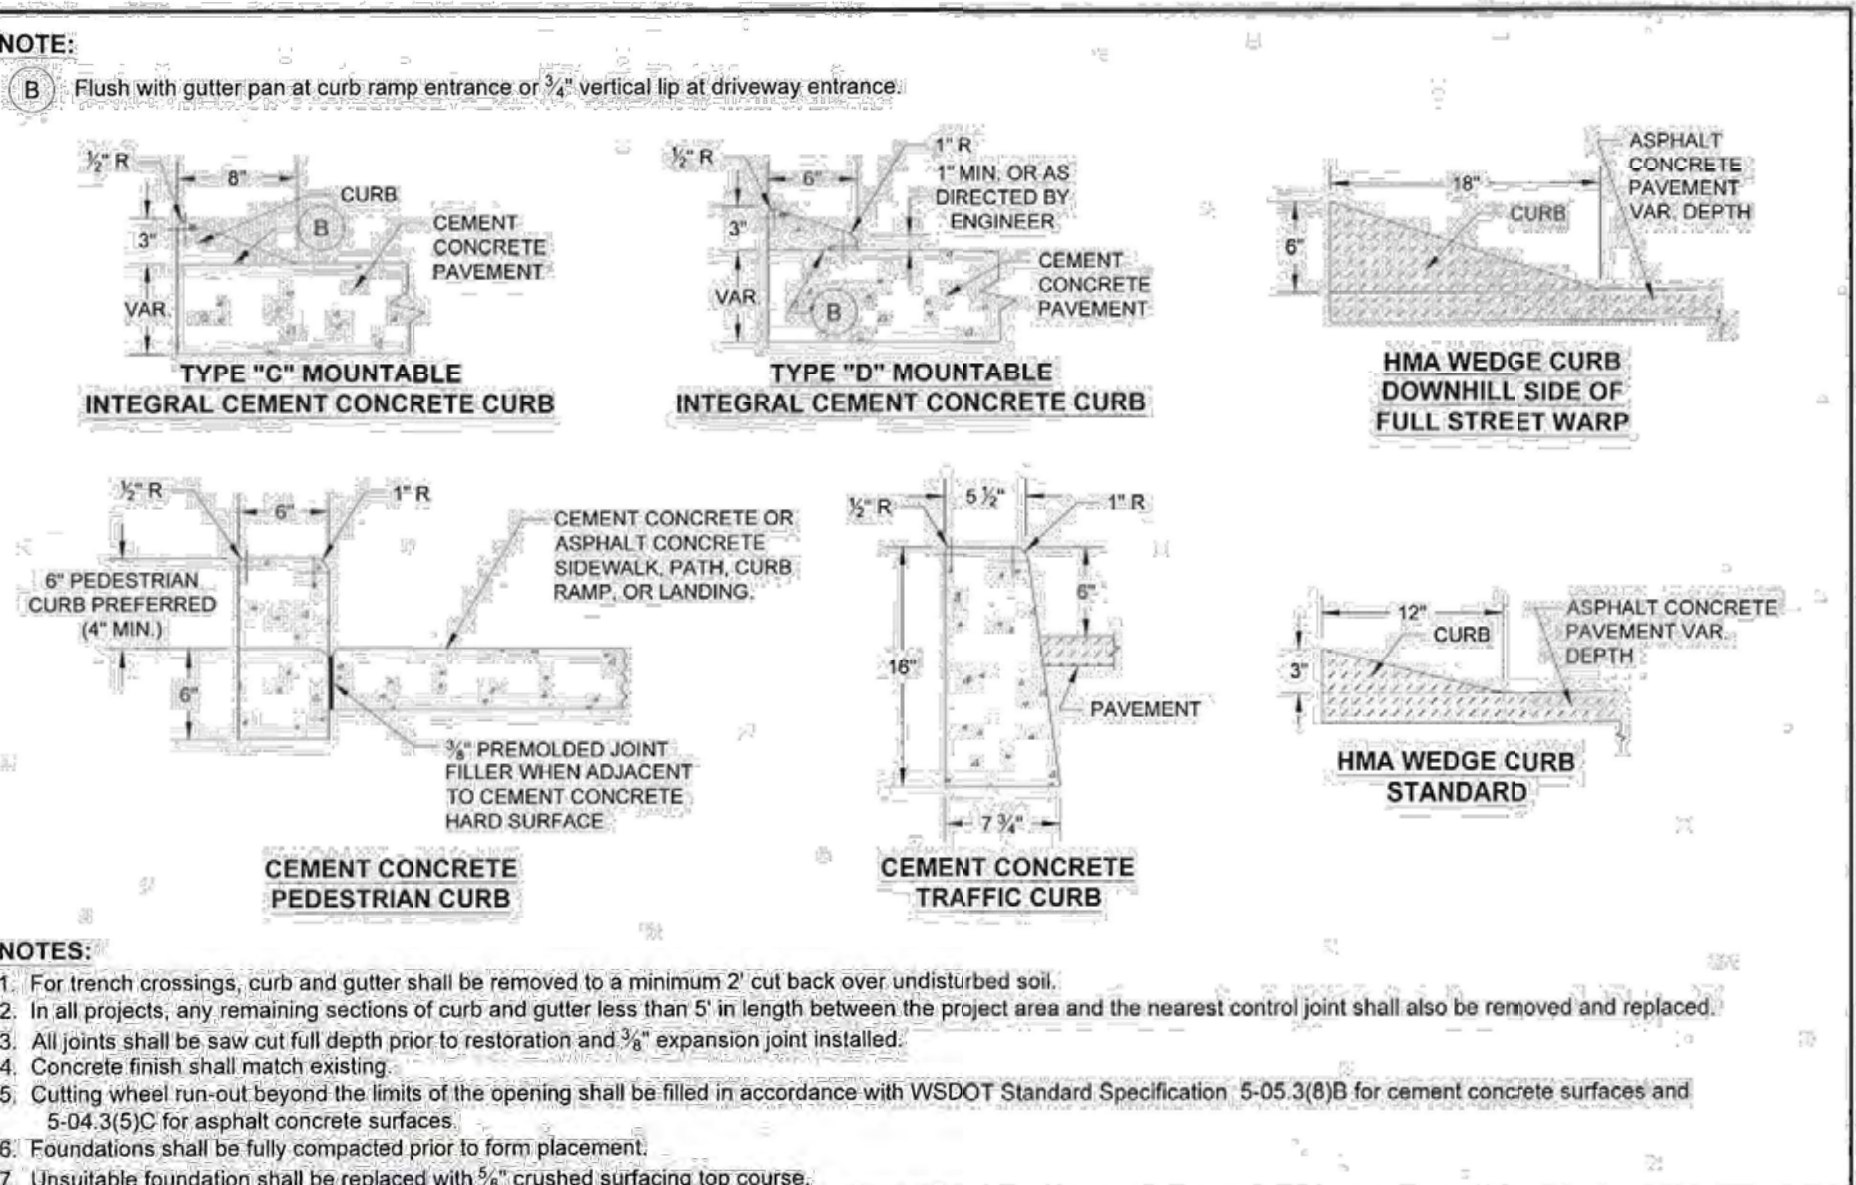 NOTE:
B Flush with gutter pan at curb ramp entrance or 3/4" vertical lip at driveway entrance.
1/2" R
8"
CURB
B
3"
CEMENT
CONCRETE
PAVEMENT
VAR.
TYPE "C" MOUNTABLE
INTEGRAL CEMENT CONCRETE CURB
1/2" R
6"
1" R
1" MIN. OR AS
DIRECTED BY
ENGINEER
3"
CEMENT
CONCRETE
PAVEMENT
VAR.
B
TYPE "D" MOUNTABLE
INTEGRAL CEMENT CONCRETE CURB
18"
ASPHALT
CONCRETE
PAVEMENT
VAR. DEPTH
CURB
6"
HMA WEDGE CURB
DOWNHILL SIDE OF
FULL STREET WARP
1/2" R
6"
1" R
6" PEDESTRIAN
CURB PREFERRED
(4" MIN.)
6"
CEMENT CONCRETE OR
ASPHALT CONCRETE
SIDEWALK, PATH, CURB
RAMP, OR LANDING.
3/8" PREMOLDED JOINT
FILLER WHEN ADJACENT
TO CEMENT CONCRETE
HARD SURFACE
CEMENT CONCRETE
PEDESTRIAN CURB
1/2" R
5 1/2"
1" R
6"
16"
PAVEMENT
7 3/4"
CEMENT CONCRETE
TRAFFIC CURB
12"
CURB
3"
ASPHALT CONCRETE
PAVEMENT VAR.
DEPTH
HMA WEDGE CURB
STANDARD
NOTES:
1. For trench crossings, curb and gutter shall be removed to a minimum 2' cut back over undisturbed soil.
2. In all projects, any remaining sections of curb and gutter less than 5' in length between the project area and the nearest control joint shall also be removed and replaced.
3. All joints shall be saw cut full depth prior to restoration and 3/8" expansion joint installed.
4. Concrete finish shall match existing.
5. Cutting wheel run-out beyond the limits of the opening shall be filled in accordance with WSDOT Standard Specification 5-05.3(8)B for cement concrete surfaces and
5-04.3(5)C for asphalt concrete surfaces.
6. Foundations shall be fully compacted prior to form placement.
7. Unsuitable foundation shall be replaced with 5/8" crushed surfacing top course.